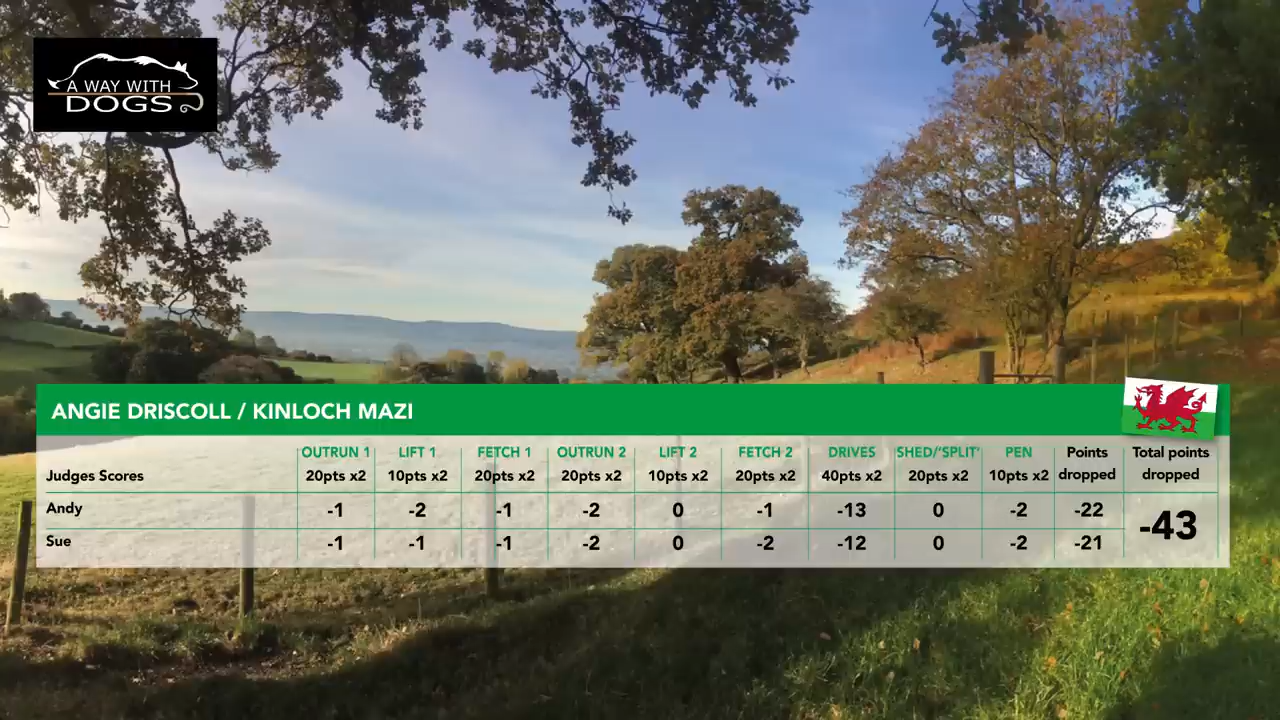 A WAY WITH
DOGS
ANGIE DRISCOLL / KINLOCH MAZI
OUTRUN 1 LIFT 1 FETCH 1 OUTRUN 2 LIFT 2 FETCH 2 DRIVES SHED/'SPLIT' PEN Points Total points
Judges Scores 20pts x2 10pts x2 20pts x2 20pts x2 10pts x2 20pts x2 40pts x2 20pts x2 10pts x2 dropped dropped
Andy -1 -2 -1 -2 0 -1 -13 0 -2 -22
-43
Sue -1 -1 -1 -2 0 -2 -12 0 -2 -21